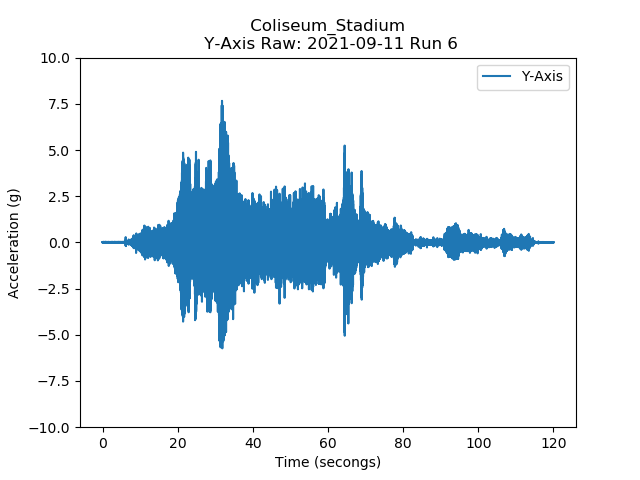 Coliseum_Stadium
Y-Axis Raw: 2021-09-11 Run 6
Y-Axis
10.0
7.5
5.0
2.5
0.0
−2.5
−5.0
−7.5
−10.0
Acceleration (g)
0 20 40 60 80 100 120
Time (secongs)